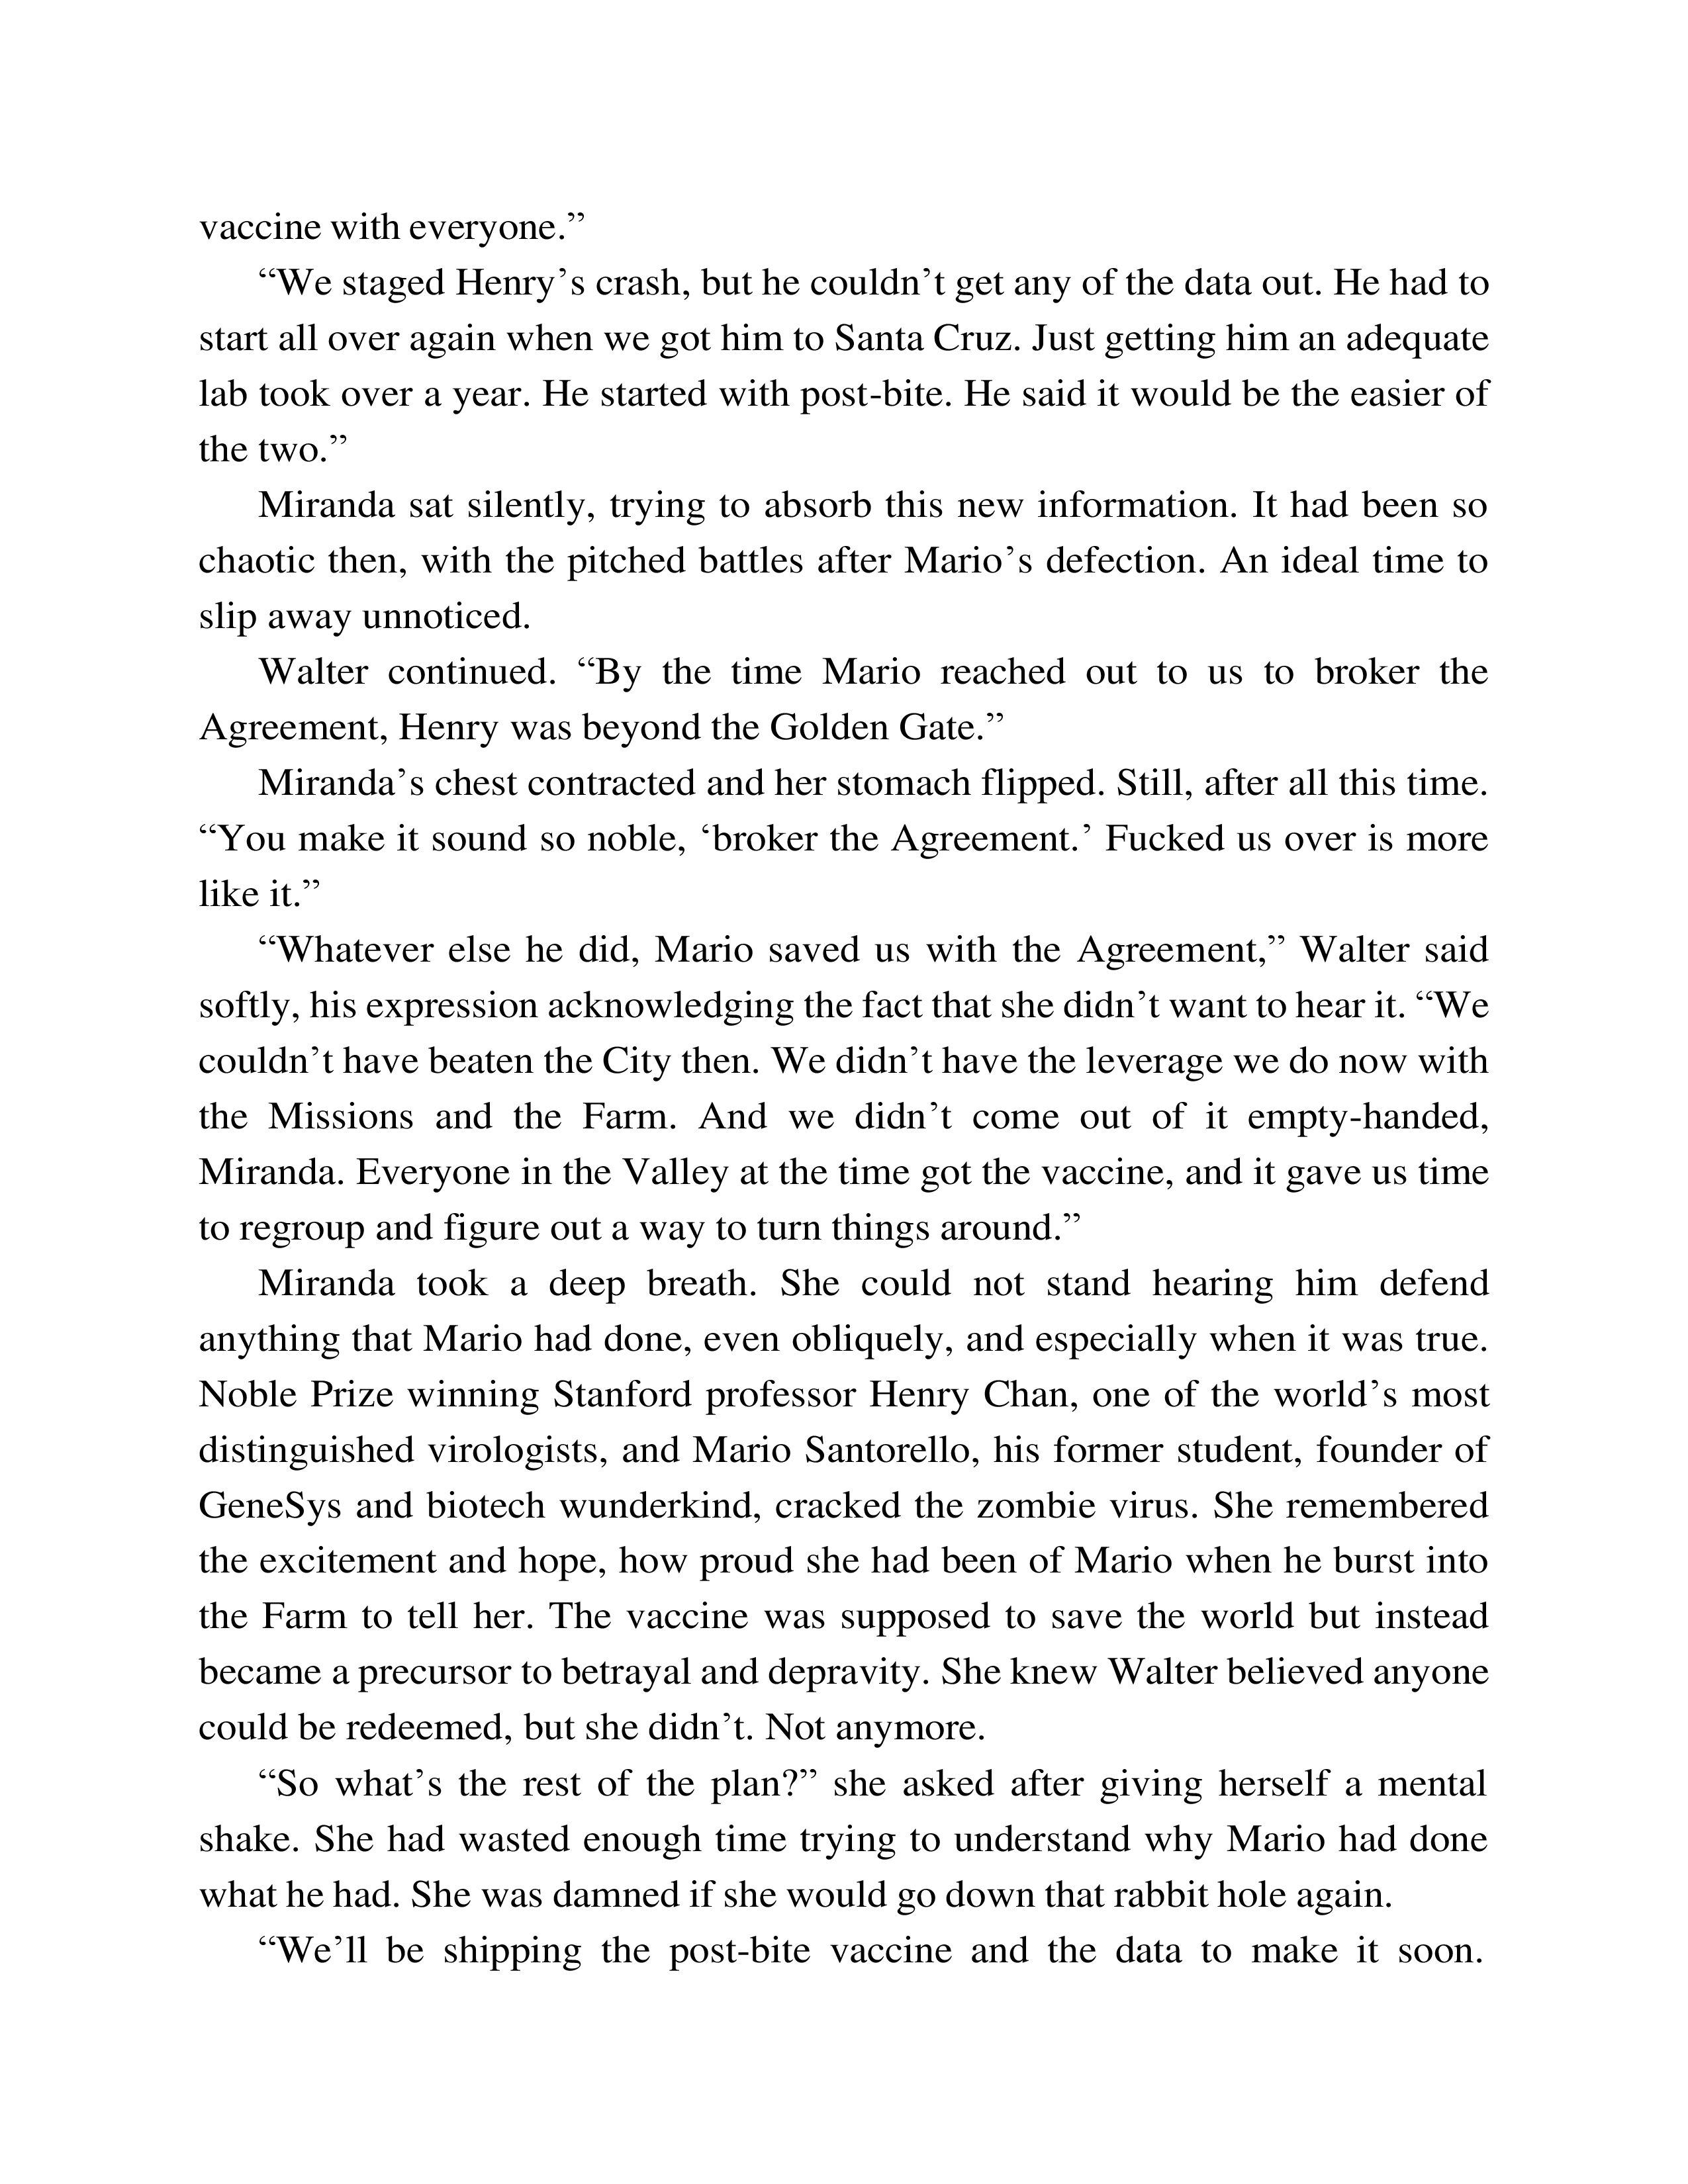 vaccine with everyone.”
“We staged Henry’s crash, but he couldn’t get any of the data out. He had to
start all over again when we got him to Santa Cruz. Just getting him an adequate
lab took over a year. He started with post-bite. He said it would be the easier of
the two.”
Miranda sat silently, trying to absorb this new information. It had been so
chaotic then, with the pitched battles after Mario’s defection. An ideal time to
slip away unnoticed.
Walter continued. “By the time Mario reached out to us to broker the
Agreement, Henry was beyond the Golden Gate.”
Miranda’s chest contracted and her stomach flipped. Still, after all this time.
“You make it sound so noble, ‘broker the Agreement.’ Fucked us over is more
like it.”
“Whatever else he did, Mario saved us with the Agreement,” Walter said
softly, his expression acknowledging the fact that she didn’t want to hear it. “We
couldn’t have beaten the City then. We didn’t have the leverage we do now with
the Missions and the Farm. And we didn’t come out of it empty-handed,
Miranda. Everyone in the Valley at the time got the vaccine, and it gave us time
to regroup and figure out a way to turn things around.”
Miranda took a deep breath. She could not stand hearing him defend
anything that Mario had done, even obliquely, and especially when it was true.
Noble Prize winning Stanford professor Henry Chan, one of the world’s most
distinguished virologists, and Mario Santorello, his former student, founder of
GeneSys and biotech wunderkind, cracked the zombie virus. She remembered
the excitement and hope, how proud she had been of Mario when he burst into
the Farm to tell her. The vaccine was supposed to save the world but instead
became a precursor to betrayal and depravity. She knew Walter believed anyone
could be redeemed, but she didn’t. Not anymore.
“So what’s the rest of the plan?” she asked after giving herself a mental
shake. She had wasted enough time trying to understand why Mario had done
what he had. She was damned if she would go down that rabbit hole again.
“We’ll be shipping the post-bite vaccine and the data to make it soon.